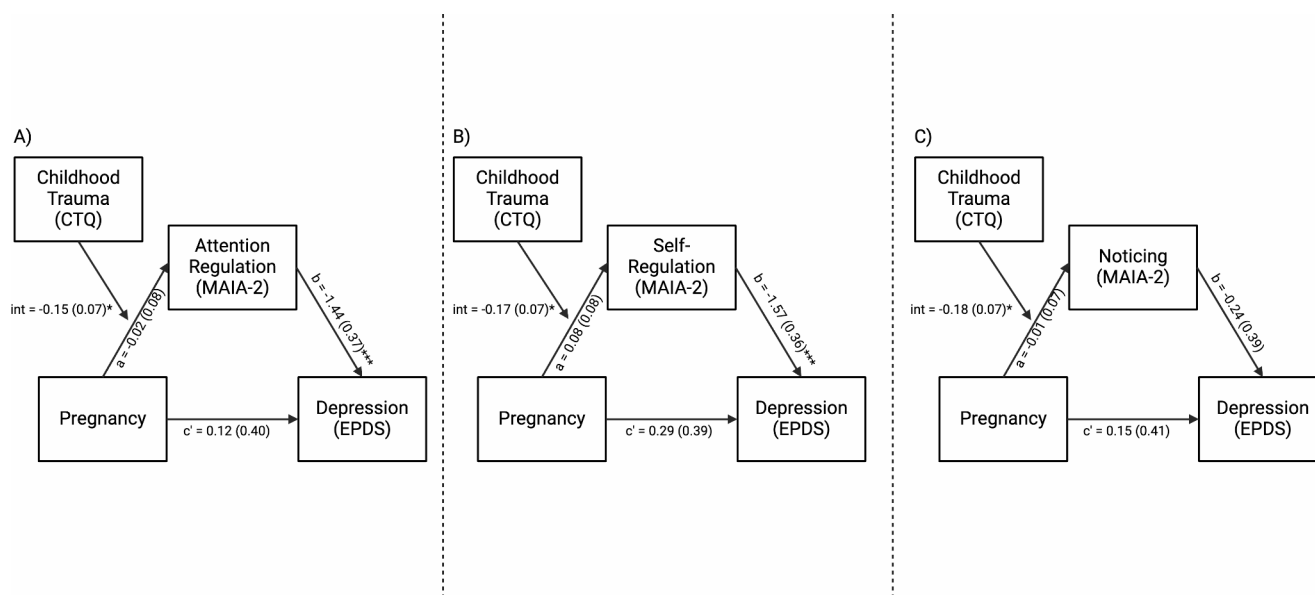 A)
Childhood
Trauma
(CTQ)
Attention
Regulation
(MAIA-2)
int = -0.15 (0.07)*
a = -0.02 (0.08)
b = -1.44 (0.37)***
Pregnancy
c' = 0.12 (0.40)
Depression
(EPDS)
B)
Childhood
Trauma
(CTQ)
Self-
Regulation
(MAIA-2)
int = -0.17 (0.07)*
a = 0.08 (0.08)
b = -1.57 (0.36)***
Pregnancy
c' = 0.29 (0.39)
Depression
(EPDS)
C)
Childhood
Trauma
(CTQ)
Noticing
(MAIA-2)
int = -0.18 (0.07)*
a = -0.01 (0.07)
b = -0.24 (0.39)
Pregnancy
c' = 0.15 (0.41)
Depression
(EPDS)